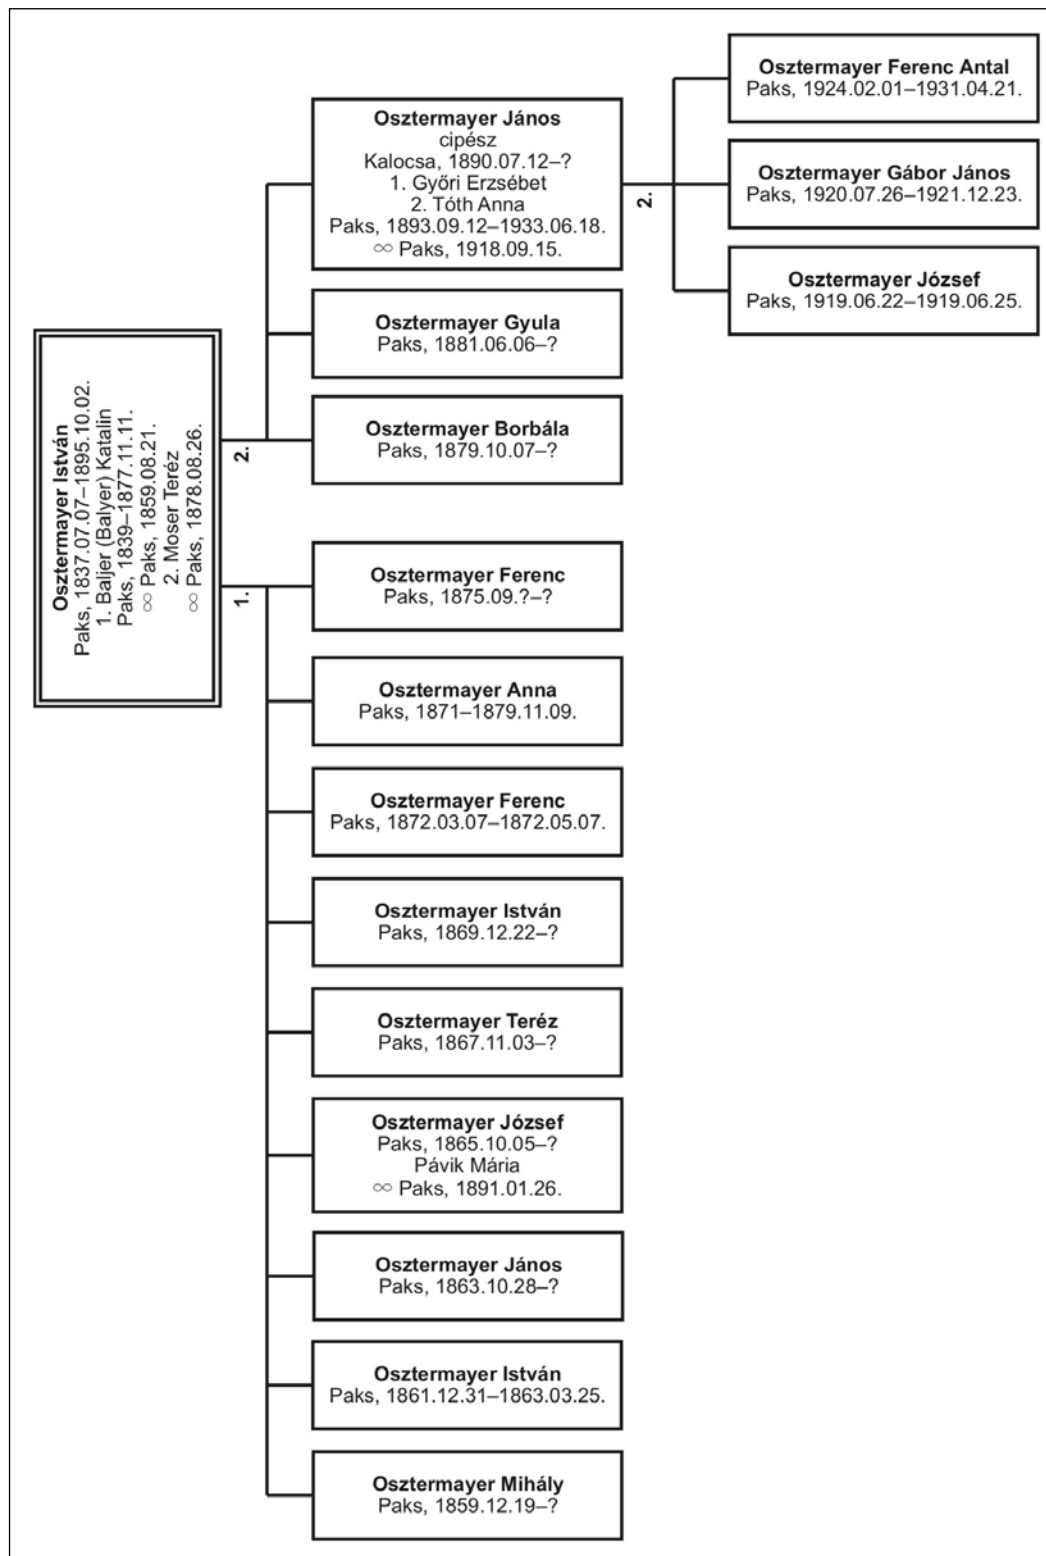 Osztermayer István
Paks, 1837.07.07–1895.10.02.
1. Baljer (Balyer) Katalin
Paks, 1839–1877.11.11.
∞ Paks, 1859.08.21.
2. Moser Teréz
∞ Paks, 1878.08.26.
2.
Osztermayer János
cipész
Kalocsa, 1890.07.12–?
1. Győri Erzsébet
2. Tóth Anna
Paks, 1893.09.12–1933.06.18.
∞ Paks, 1918.09.15.
2.
Osztermayer Ferenc Antal
Paks, 1924.02.01–1931.04.21.
Osztermayer Gábor János
Paks, 1920.07.26–1921.12.23.
Osztermayer József
Paks, 1919.06.22–1919.06.25.
Osztermayer Gyula
Paks, 1881.06.06–?
Osztermayer Borbála
Paks, 1879.10.07–?
1.
Osztermayer Ferenc
Paks, 1875.09.?–?
Osztermayer Anna
Paks, 1871–1879.11.09.
Osztermayer Ferenc
Paks, 1872.03.07–1872.05.07.
Osztermayer István
Paks, 1869.12.22–?
Osztermayer Teréz
Paks, 1867.11.03–?
Osztermayer József
Paks, 1865.10.05–?
Pávik Mária
∞ Paks, 1891.01.26.
Osztermayer János
Paks, 1863.10.28–?
Osztermayer István
Paks, 1861.12.31–1863.03.25.
Osztermayer Mihály
Paks, 1859.12.19–?